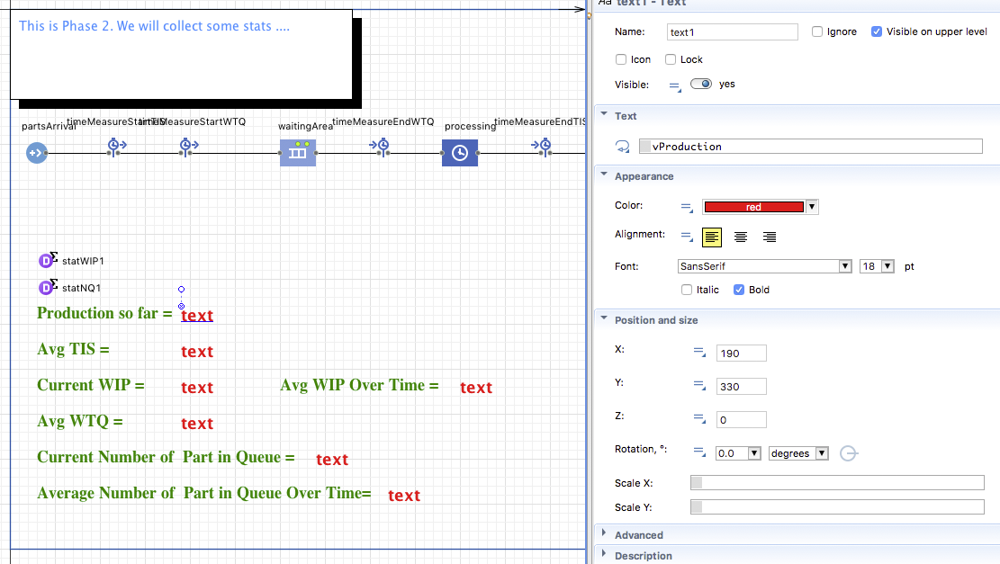 text1 - Text
This is Phase 2. We will collect some stats ....
Name: text1 Ignore Visible on upper level
Icon Lock
Visible: yes
Text
vProduction
partsArrival timeMeasureStartTIS timeMeasureStartWTQ waitingArea timeMeasureEndWTQ processing timeMeasureEndTIS
Appearance
Color: red
Alignment:
Font: SansSerif 18 pt
Italic Bold
statWIP1
statNQ1
Production so far = text
Avg TIS = text
Current WIP = text Avg WIP Over Time = text
Avg WTQ = text
Current Number of Part in Queue = text
Average Number of Part in Queue Over Time= text
Position and size
X: 190
Y: 330
Z: 0
Rotation, °: 0.0 degrees
Scale X:
Scale Y:
Advanced
Description